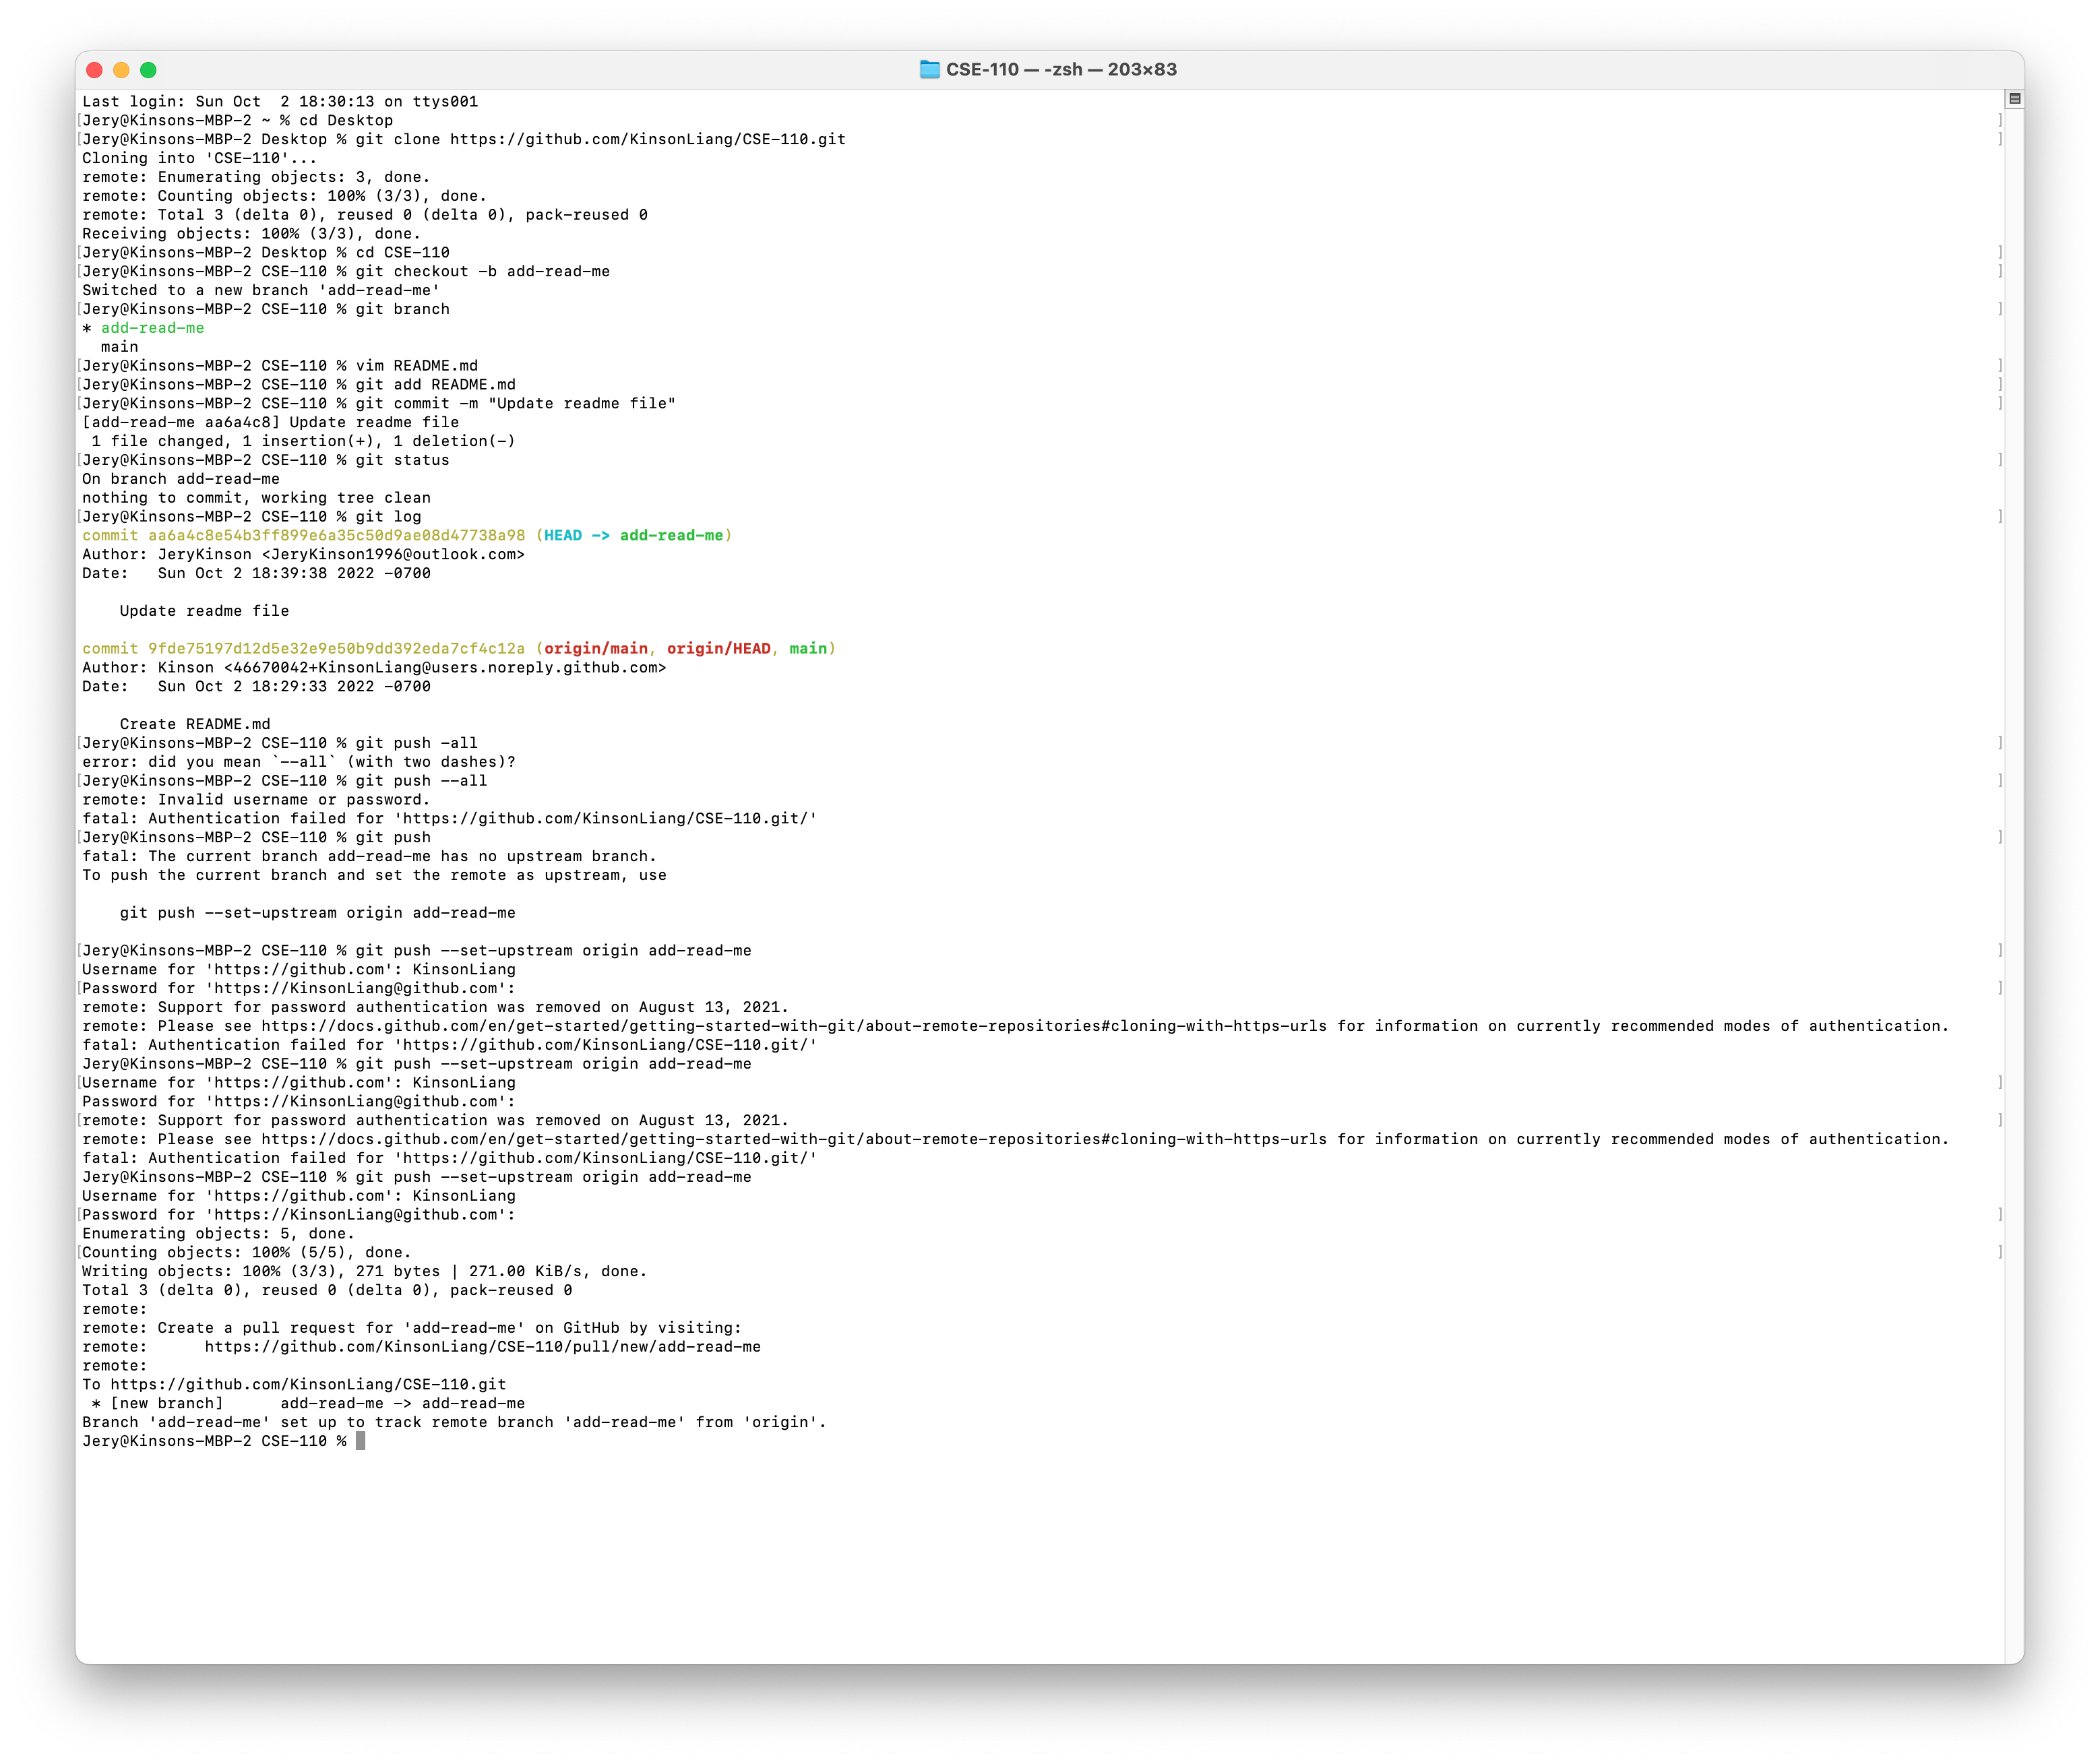 CSE-110 — -zsh — 203×83
Last login: Sun Oct  2 18:30:13 on ttys001
[Jery@Kinsons-MBP-2 ~ % cd Desktop ]
[Jery@Kinsons-MBP-2 Desktop % git clone https://github.com/KinsonLiang/CSE-110.git ]
Cloning into 'CSE-110'...
remote: Enumerating objects: 3, done.
remote: Counting objects: 100% (3/3), done.
remote: Total 3 (delta 0), reused 0 (delta 0), pack-reused 0
Receiving objects: 100% (3/3), done.
[Jery@Kinsons-MBP-2 Desktop % cd CSE-110 ]
[Jery@Kinsons-MBP-2 CSE-110 % git checkout -b add-read-me ]
Switched to a new branch 'add-read-me'
[Jery@Kinsons-MBP-2 CSE-110 % git branch ]
* add-read-me
  main
[Jery@Kinsons-MBP-2 CSE-110 % vim README.md ]
[Jery@Kinsons-MBP-2 CSE-110 % git add README.md ]
[Jery@Kinsons-MBP-2 CSE-110 % git commit -m "Update readme file" ]
[add-read-me aa6a4c8] Update readme file
 1 file changed, 1 insertion(+), 1 deletion(-)
[Jery@Kinsons-MBP-2 CSE-110 % git status ]
On branch add-read-me
nothing to commit, working tree clean
[Jery@Kinsons-MBP-2 CSE-110 % git log ]
commit aa6a4c8e54b3ff899e6a35c50d9ae08d47738a98 (HEAD -> add-read-me)
Author: JeryKinson <JeryKinson1996@outlook.com>
Date:   Sun Oct 2 18:39:38 2022 -0700
    Update readme file
commit 9fde75197d12d5e32e9e50b9dd392eda7cf4c12a (origin/main, origin/HEAD, main)
Author: Kinson <46670042+KinsonLiang@users.noreply.github.com>
Date:   Sun Oct 2 18:29:33 2022 -0700
    Create README.md
[Jery@Kinsons-MBP-2 CSE-110 % git push -all ]
error: did you mean `--all` (with two dashes)?
[Jery@Kinsons-MBP-2 CSE-110 % git push --all ]
remote: Invalid username or password.
fatal: Authentication failed for 'https://github.com/KinsonLiang/CSE-110.git/'
[Jery@Kinsons-MBP-2 CSE-110 % git push ]
fatal: The current branch add-read-me has no upstream branch.
To push the current branch and set the remote as upstream, use
    git push --set-upstream origin add-read-me
[Jery@Kinsons-MBP-2 CSE-110 % git push --set-upstream origin add-read-me ]
Username for 'https://github.com': KinsonLiang
[Password for 'https://KinsonLiang@github.com': ]
remote: Support for password authentication was removed on August 13, 2021.
remote: Please see https://docs.github.com/en/get-started/getting-started-with-git/about-remote-repositories#cloning-with-https-urls for information on currently recommended modes of authentication.
fatal: Authentication failed for 'https://github.com/KinsonLiang/CSE-110.git/'
Jery@Kinsons-MBP-2 CSE-110 % git push --set-upstream origin add-read-me
[Username for 'https://github.com': KinsonLiang ]
Password for 'https://KinsonLiang@github.com':
[remote: Support for password authentication was removed on August 13, 2021. ]
remote: Please see https://docs.github.com/en/get-started/getting-started-with-git/about-remote-repositories#cloning-with-https-urls for information on currently recommended modes of authentication.
fatal: Authentication failed for 'https://github.com/KinsonLiang/CSE-110.git/'
Jery@Kinsons-MBP-2 CSE-110 % git push --set-upstream origin add-read-me
Username for 'https://github.com': KinsonLiang
[Password for 'https://KinsonLiang@github.com': ]
Enumerating objects: 5, done.
[Counting objects: 100% (5/5), done. ]
Writing objects: 100% (3/3), 271 bytes | 271.00 KiB/s, done.
Total 3 (delta 0), reused 0 (delta 0), pack-reused 0
remote:
remote: Create a pull request for 'add-read-me' on GitHub by visiting:
remote:      https://github.com/KinsonLiang/CSE-110/pull/new/add-read-me
remote:
To https://github.com/KinsonLiang/CSE-110.git
 * [new branch]      add-read-me -> add-read-me
Branch 'add-read-me' set up to track remote branch 'add-read-me' from 'origin'.
Jery@Kinsons-MBP-2 CSE-110 %